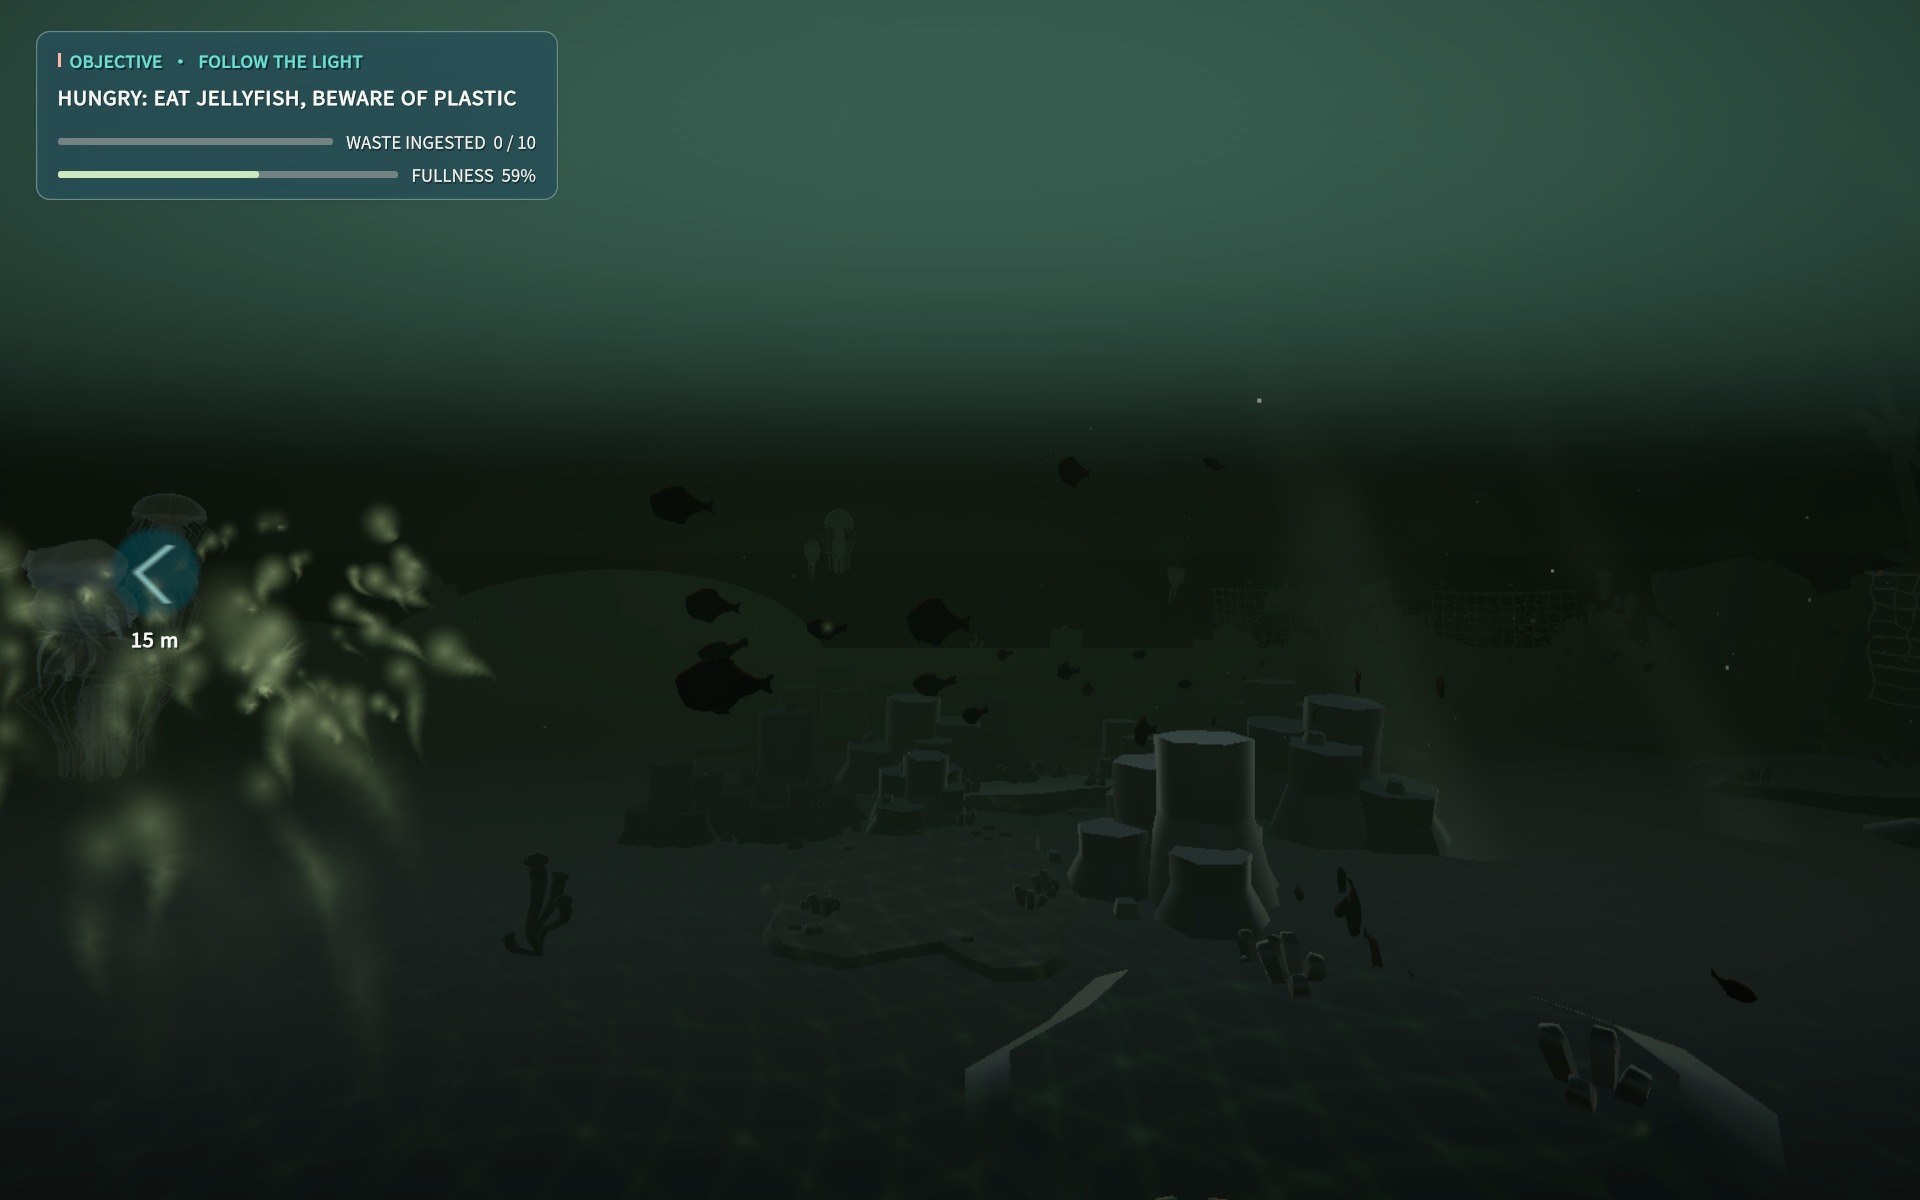 OBJECTIVE • FOLLOW THE LIGHT
HUNGRY: EAT JELLYFISH, BEWARE OF PLASTIC
WASTE INGESTED 0 / 10
FULLNESS 59%
15 m